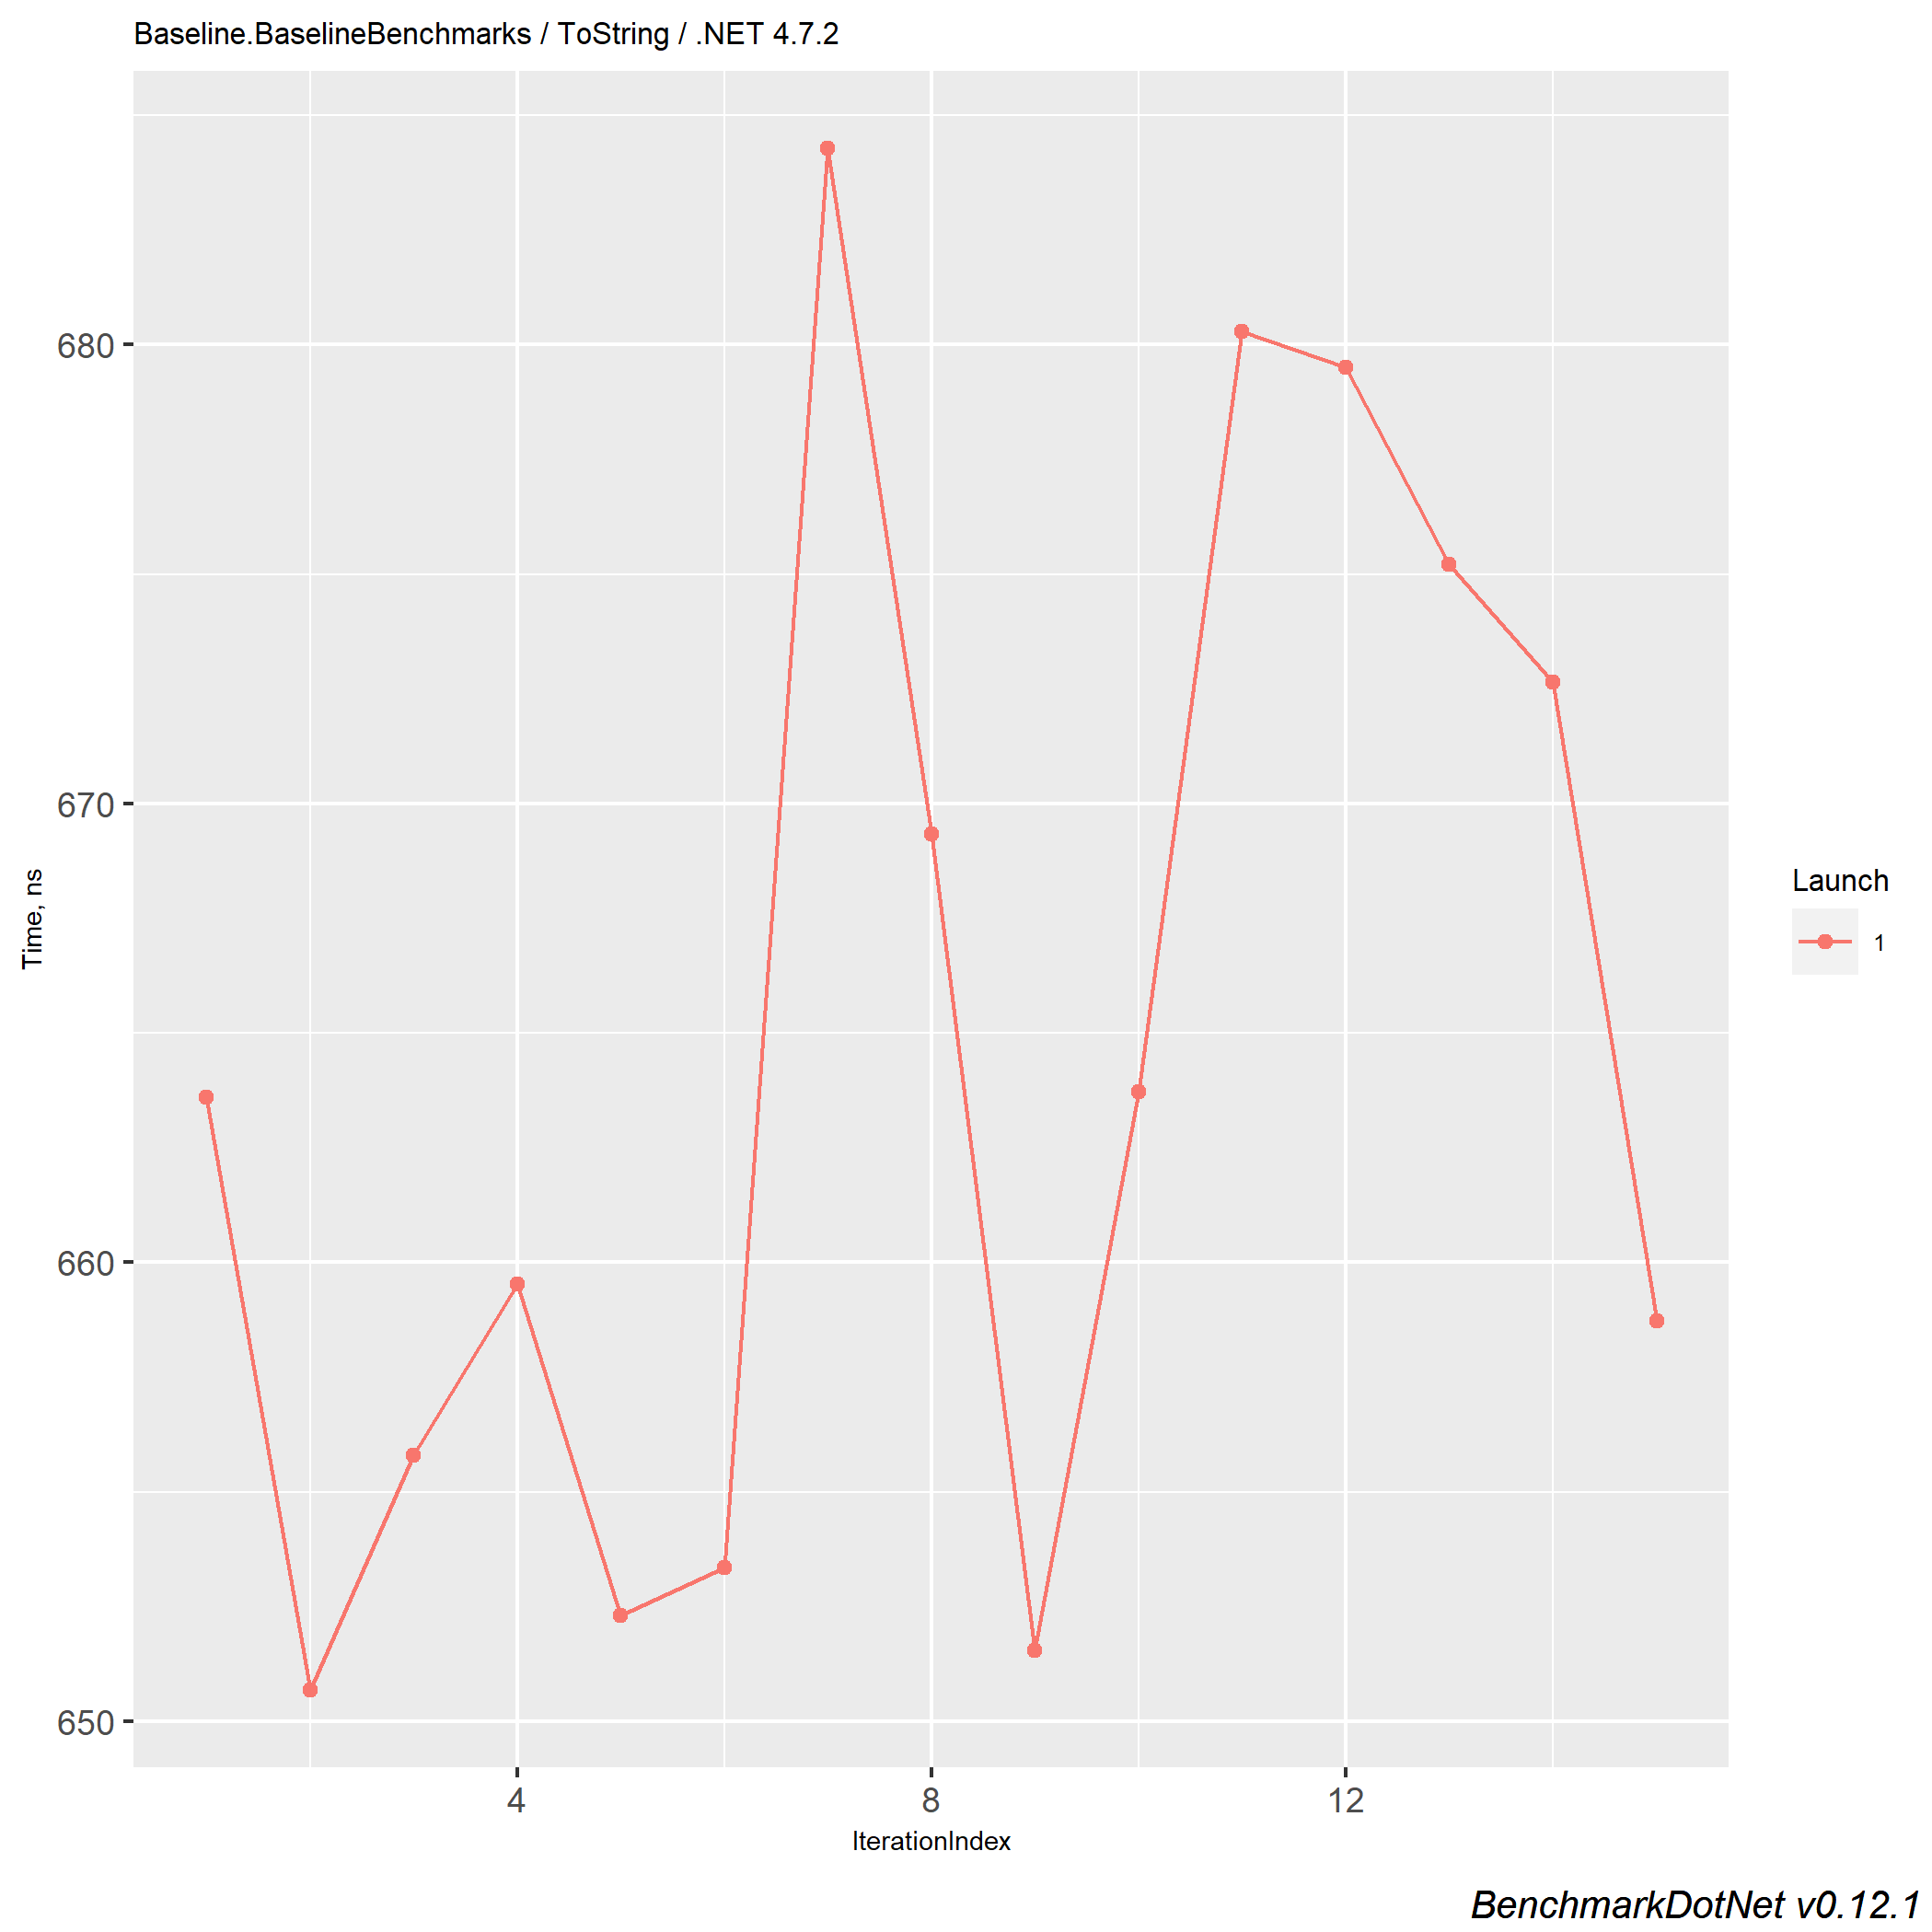 Baseline.BaselineBenchmarks / ToString / .NET 4.7.2
680
670
660
650
Time, ns
4
8
12
IterationIndex
Launch
1
BenchmarkDotNet v0.12.1